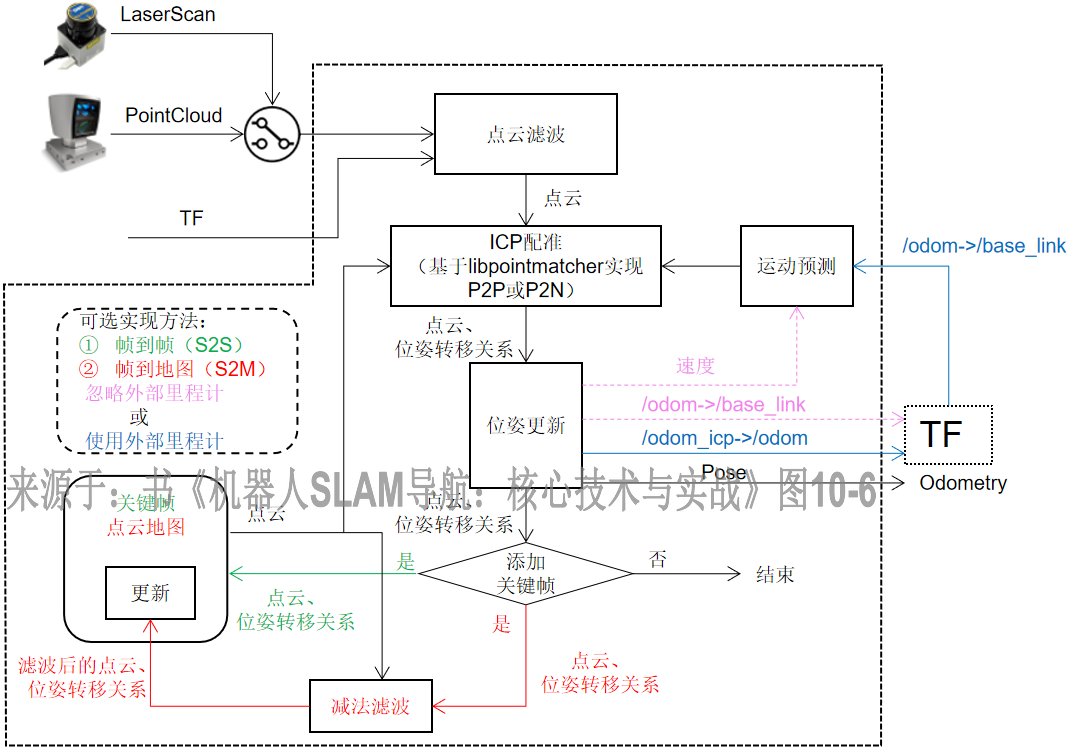 LaserScan
PointCloud
点云滤波
点云
TF
ICP配准
（基于libpointmatcher实现
P2P或P2N）
运动预测
/odom->/base_link
可选实现方法：
① 帧到帧（S2S）
② 帧到地图（S2M）
忽略外部里程计
或
使用外部里程计
点云、
位姿转移关系
位姿更新
速度
/odom->/base_link
/odom_icp->/odom
TF
Pose
Odometry
来源于：书《机器人SLAM导航：核心技术与实战》图10-6
关键帧
点云地图
更新
点云
点云、
位姿转移关系
添加
关键帧
是
否
结束
点云、
位姿转移关系
是
点云、
位姿转移关系
滤波后的点云、
位姿转移关系
减法滤波